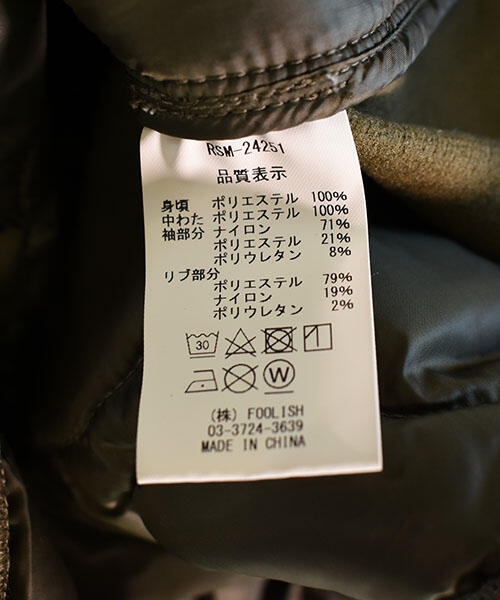 RSM-24251
品質表示
身頃 ポリエステル 100%
中わた ポリエステル 100%
袖部分 ナイロン 71%
ポリエステル 21%
ポリウレタン 8%
リブ部分
ポリエステル 79%
ナイロン 19%
ポリウレタン 2%
30
W
(株) FOOLISH
03-3724-3639
MADE IN CHINA